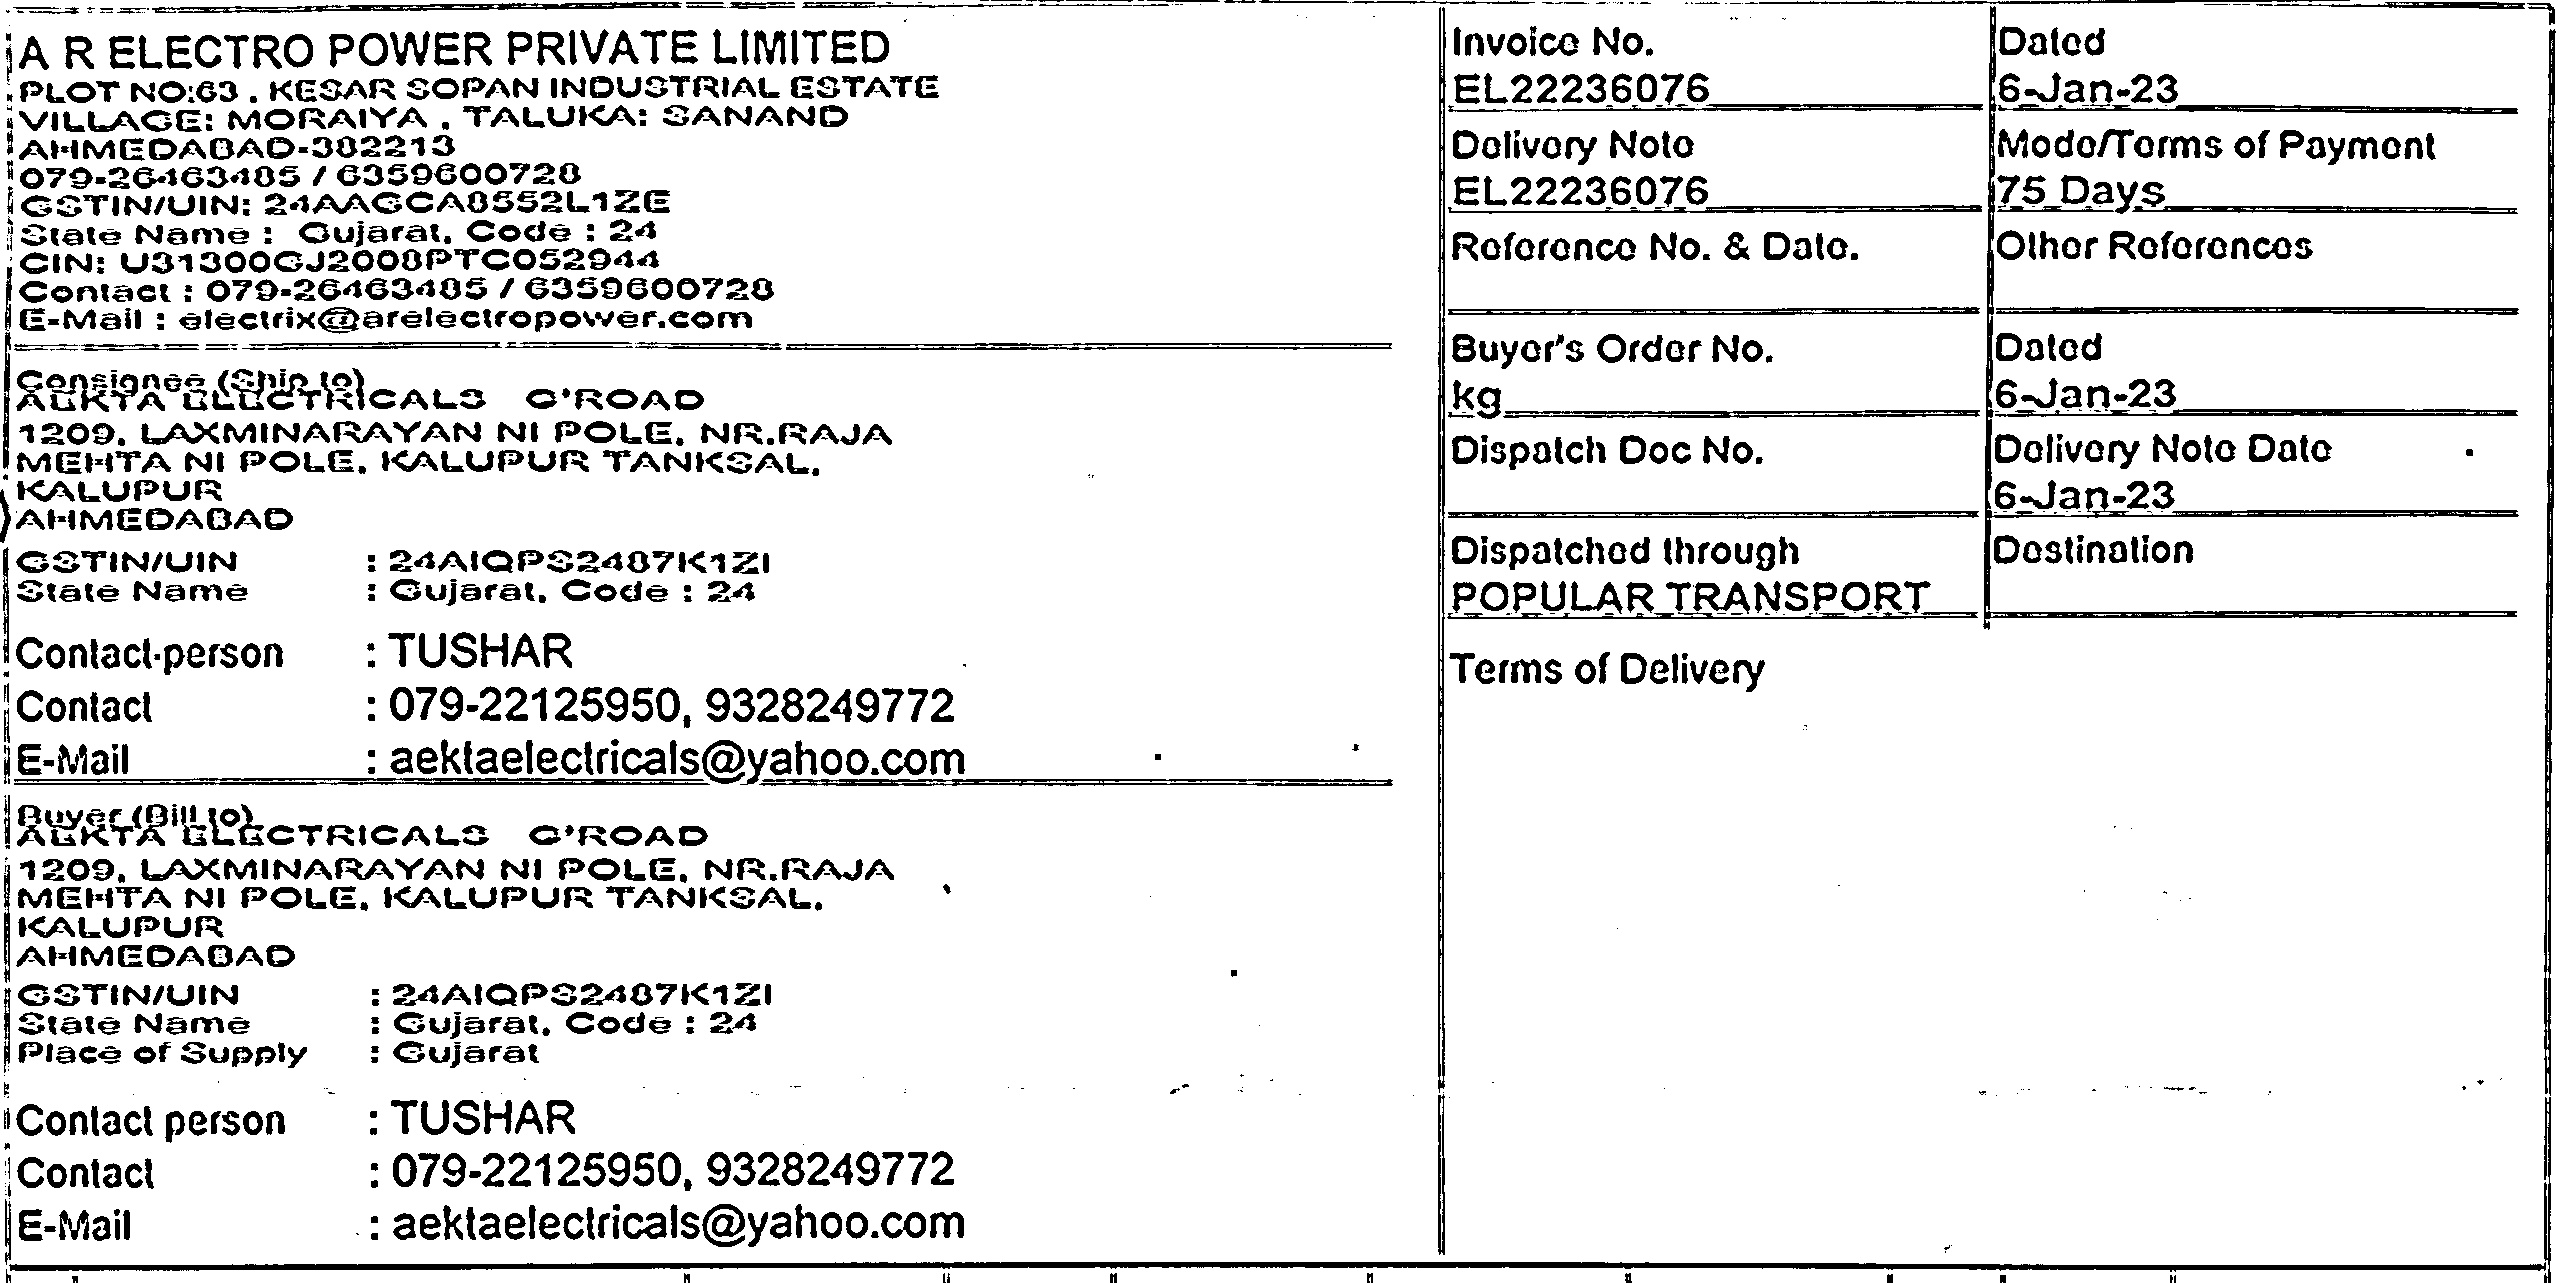 A R ELECTRO POWER PRIVATE LIMITED
PLOT NO:63 , KESAR SOPAN INDUSTRIAL ESTATE
VILLAGE: MORAIYA , TALUKA: SANAND
AHMEDABAD-382213
079-26463485 / 6359600728
GSTIN/UIN: 24AAGCA8552L1ZE
State Name : Gujarat, Code : 24
CIN: U31300GJ2008PTC052944
Contact : 079-26463485 / 6359600728
E-Mail : electrix@arelectropower.com
Consignee (Ship to)
AEKTA ELECTRICALS C'ROAD
1209, LAXMINARAYAN NI POLE, NR.RAJA
MEHTA NI POLE, KALUPUR TANKSAL,
KALUPUR
AHMEDABAD
GSTIN/UIN : 24AIQPS2487K1ZI
State Name : Gujarat, Code : 24
Contact person : TUSHAR
Contact : 079-22125950, 9328249772
E-Mail : aektaelectricals@yahoo.com
Buyer (Bill to)
AEKTA ELECTRICALS C'ROAD
1209, LAXMINARAYAN NI POLE, NR.RAJA
MEHTA NI POLE, KALUPUR TANKSAL,
KALUPUR
AHMEDABAD
GSTIN/UIN : 24AIQPS2487K1ZI
State Name : Gujarat, Code : 24
Place of Supply : Gujarat
Contact person : TUSHAR
Contact : 079-22125950, 9328249772
E-Mail : aektaelectricals@yahoo.com
Invoice No.
EL22236076
Dated
6-Jan-23
Delivery Note
EL22236076
Mode/Terms of Payment
75 Days
Reference No. & Date.
Other References
Buyer's Order No.
kg
Dated
6-Jan-23
Dispatch Doc No.
Delivery Note Date
6-Jan-23
Dispatched through
POPULAR TRANSPORT
Destination
Terms of Delivery